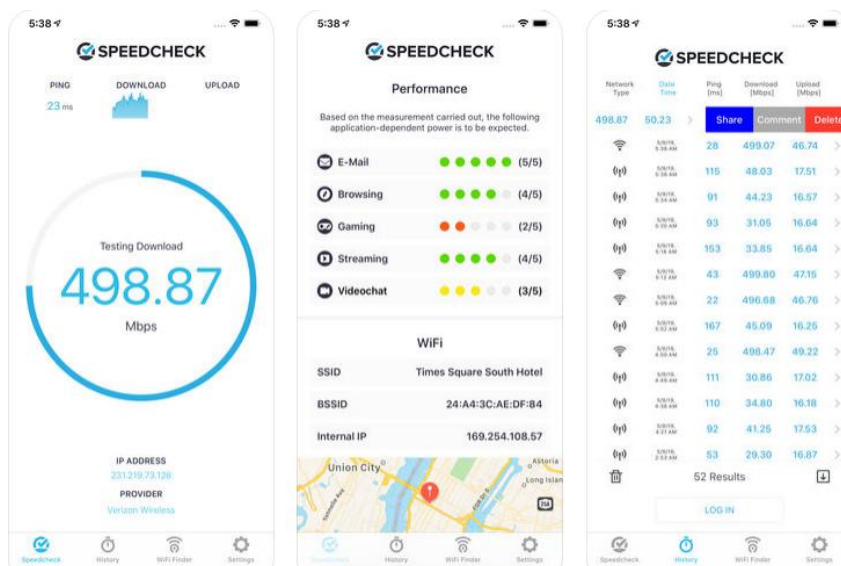 5:38
SPEEDCHECK
PING DOWNLOAD UPLOAD
23 ms
Testing Download
498.87
Mbps
IP ADDRESS
231.219.73.128
PROVIDER
Verizon Wireless
Speedcheck History WiFi Finder Settings
5:38
SPEEDCHECK
Performance
Based on the measurement carried out, the following
application-dependent power is to be expected.
E-Mail (5/5)
Browsing (4/5)
Gaming (2/5)
Streaming (4/5)
Videochat (3/5)
WiFi
SSID Times Square South Hotel
BSSID 24:A4:3C:AE:DF:84
Internal IP 169.254.108.57
Union City
Astoria
Long Islan
Speedcheck History WiFi Finder Settings
5:38
SPEEDCHECK
Network Date Ping Download Upload
Type Time [ms] [Mbps] [Mbps]
498.87 50.23 Share Comment Delete
28 499.07 46.74
115 48.03 17.51
91 44.23 16.57
93 31.05 16.64
153 33.85 16.64
43 499.80 47.15
22 496.68 46.76
167 45.09 16.25
25 498.47 49.22
111 30.86 17.02
110 34.80 16.18
92 41.25 17.53
53 29.30 16.87
52 Results
LOG IN
Speedcheck History WiFi Finder Settings